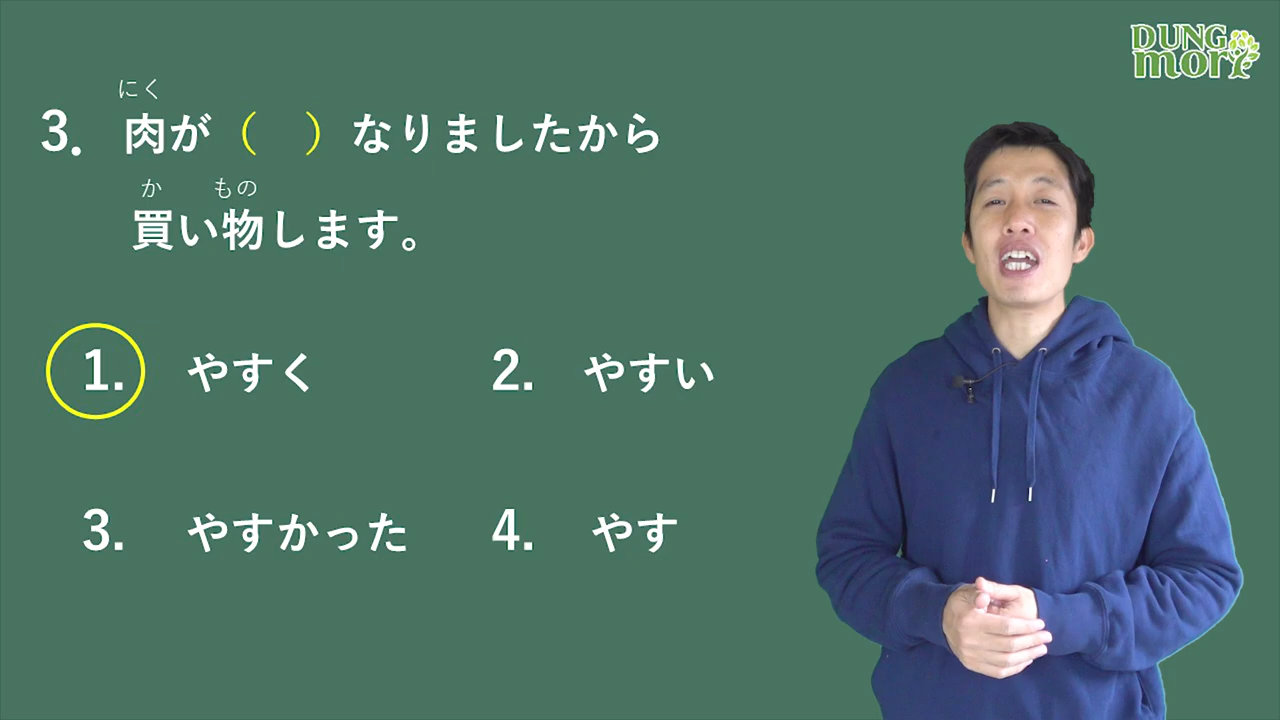 DUNG
mori
にく
3. 肉が（　）なりましたから
か もの
買い物します。
1. やすく 2. やすい
3. やすかった 4. やす